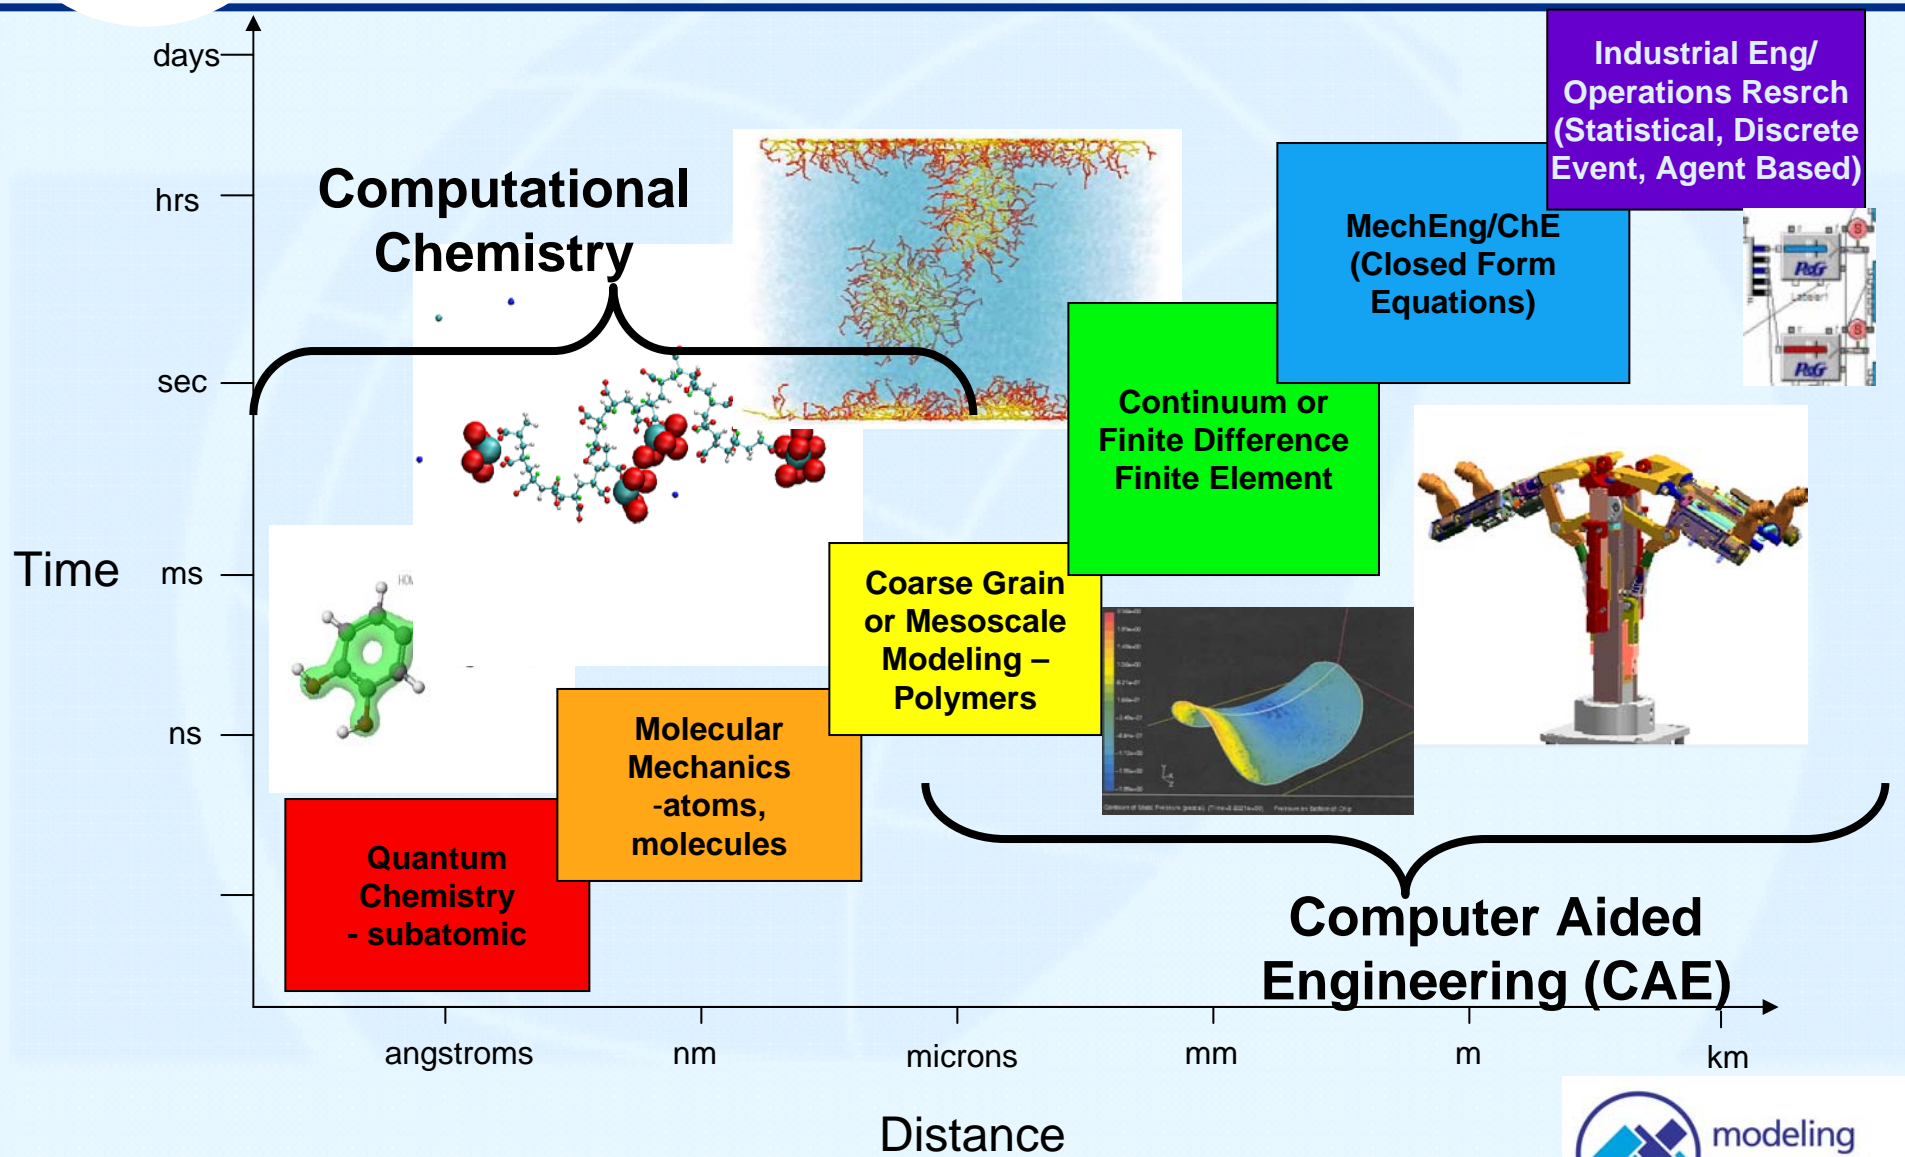 days
hrs
sec
Time
ms
ns
Computational
Chemistry
Industrial Eng/
Operations Resrch
(Statistical, Discrete
Event, Agent Based)
MechEng/ChE
(Closed Form
Equations)
P&G
P&G
S
S
Continuum or
Finite Difference
Finite Element
Coarse Grain
or Mesoscale
Modeling –
Polymers
Molecular
Mechanics
-atoms,
molecules
Quantum
Chemistry
- subatomic
Computer Aided
Engineering (CAE)
angstroms
nm
microns
mm
m
km
Distance
modeling